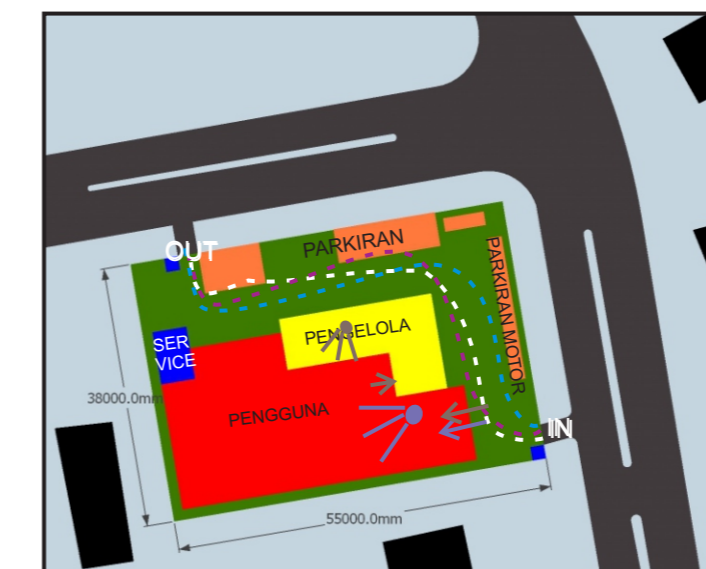 OUT
PARKIRAN
PARKIRAN MOTOR
SER
VICE
PENGELOLA
PENGGUNA
38000.0mm
IN
55000.0mm